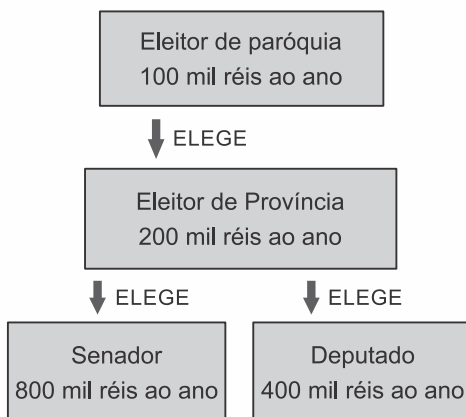 Eleitor de paróquia
100 mil réis ao ano
ELEGE
Eleitor de Província
200 mil réis ao ano
ELEGE
ELEGE
Senador
800 mil réis ao ano
Deputado
400 mil réis ao ano